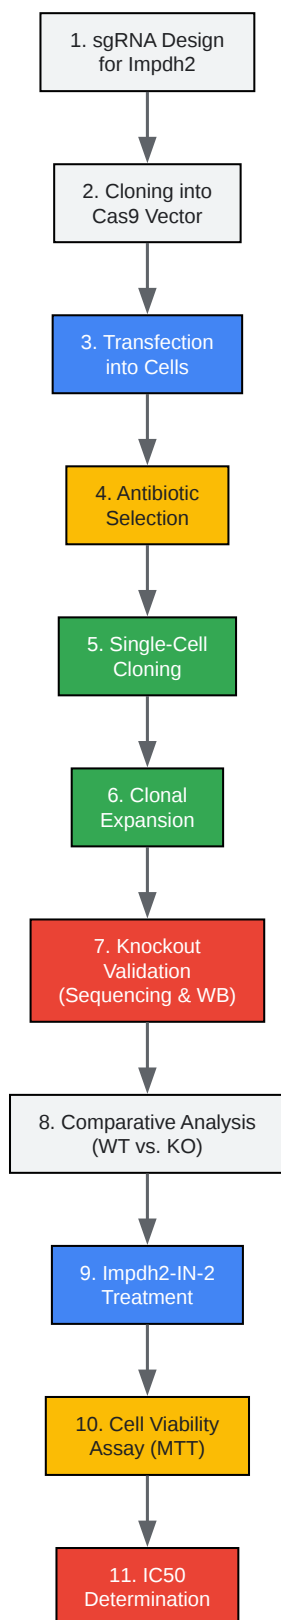 1. sgRNA Design
for Impdh2
2. Cloning into
Cas9 Vector
3. Transfection
into Cells
4. Antibiotic
Selection
5. Single-Cell
Cloning
6. Clonal
Expansion
7. Knockout
Validation
(Sequencing & WB)
8. Comparative Analysis
(WT vs. KO)
9. Impdh2-IN-2
Treatment
10. Cell Viability
Assay (MTT)
11. IC50
Determination